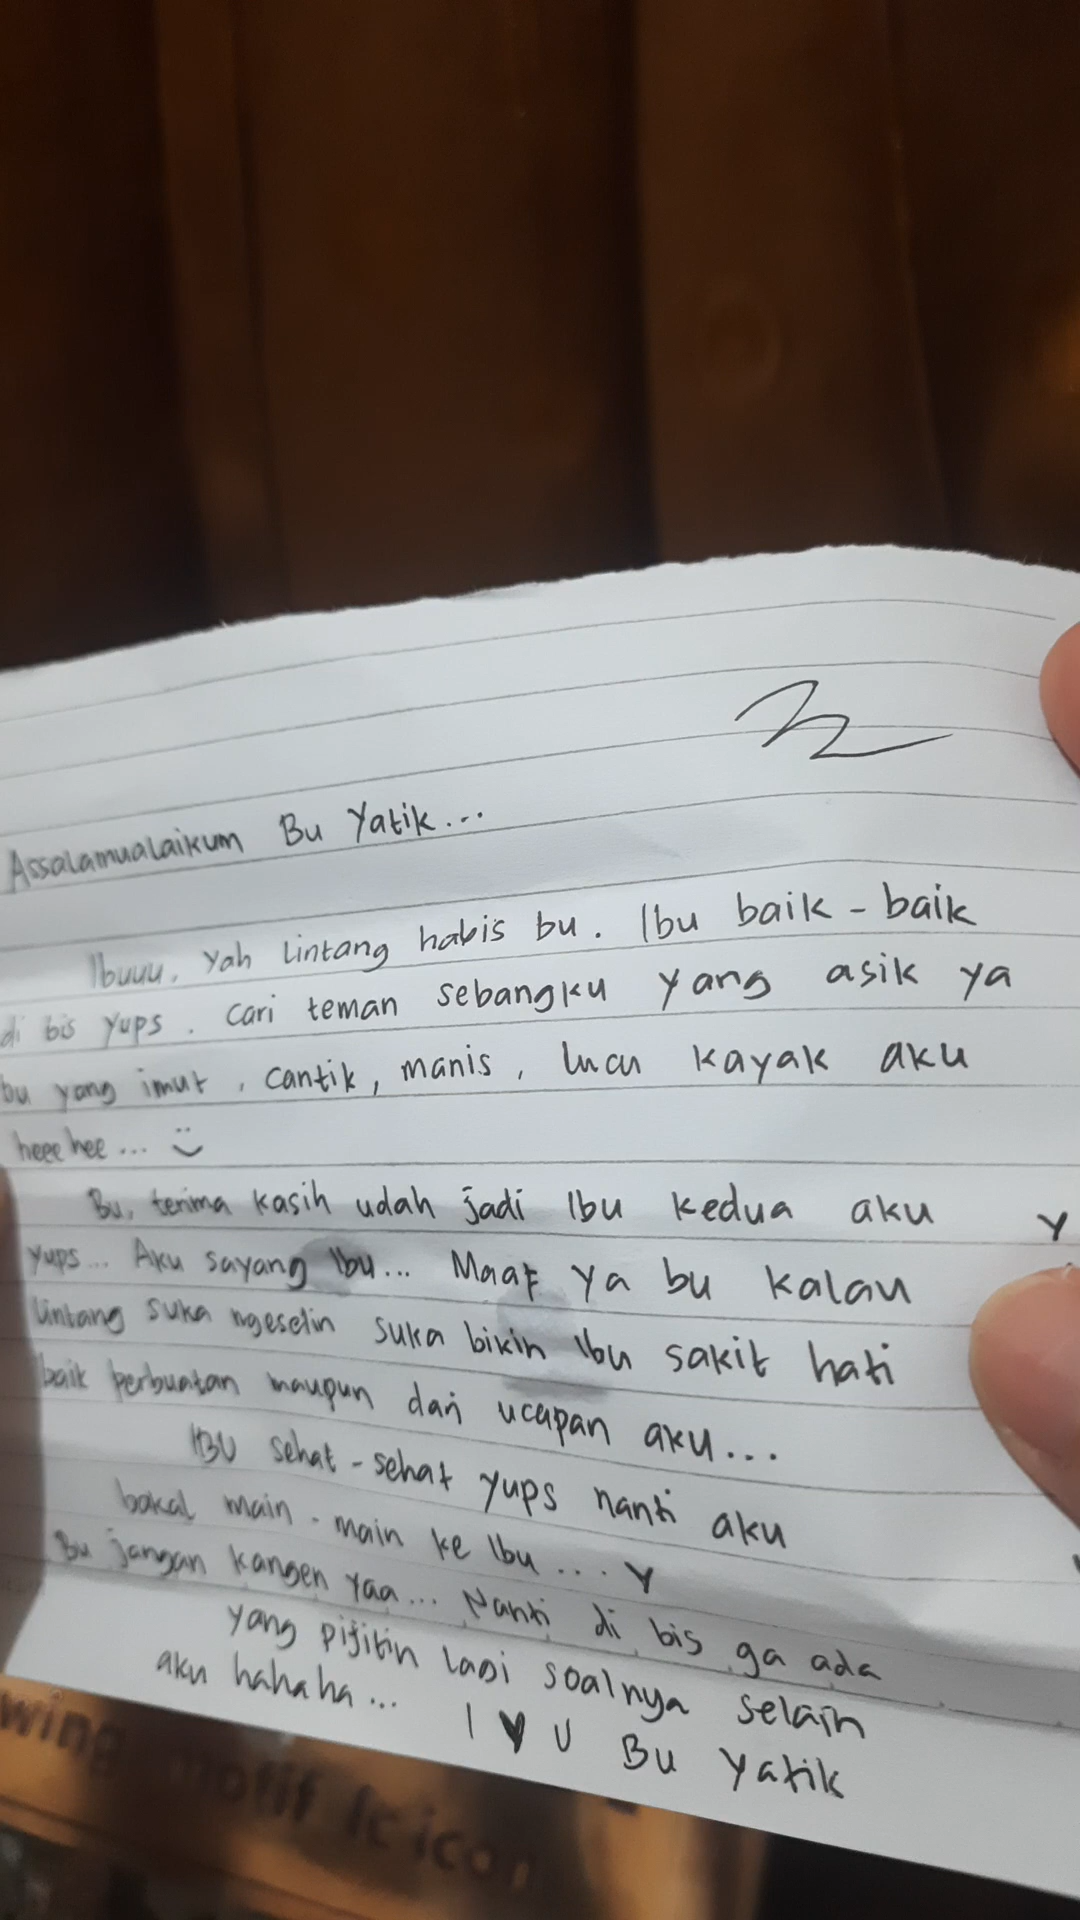 Assalamualaikum Bu Yatik...
Ibuuu, yah Lintang habis bu. Ibu baik - baik
di bis yups. cari teman sebangku yang asik ya
bu yang imut, cantik, manis, lucu kayak aku
heee hee... :)
Bu, terima kasih udah jadi Ibu kedua aku
yups... Aku sayang Ibu... Maaf ya bu kalau
Lintang suka ngeselin suka bikin Ibu sakit hati
baik perbuatan maupun dari ucapan aku...
IBU sehat - sehat yups nanti aku
bakal main - main ke Ibu....
Bu jangan kangen yaa... Nanti di bis ga ada
yang pijitin lagi soalnya selain
aku hahaha...
I ♥ U Bu Yatik
wing motif